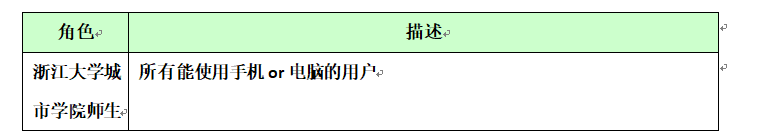 角色 描述
浙江大学城 所有能使用手机 or 电脑的用户
市学院师生